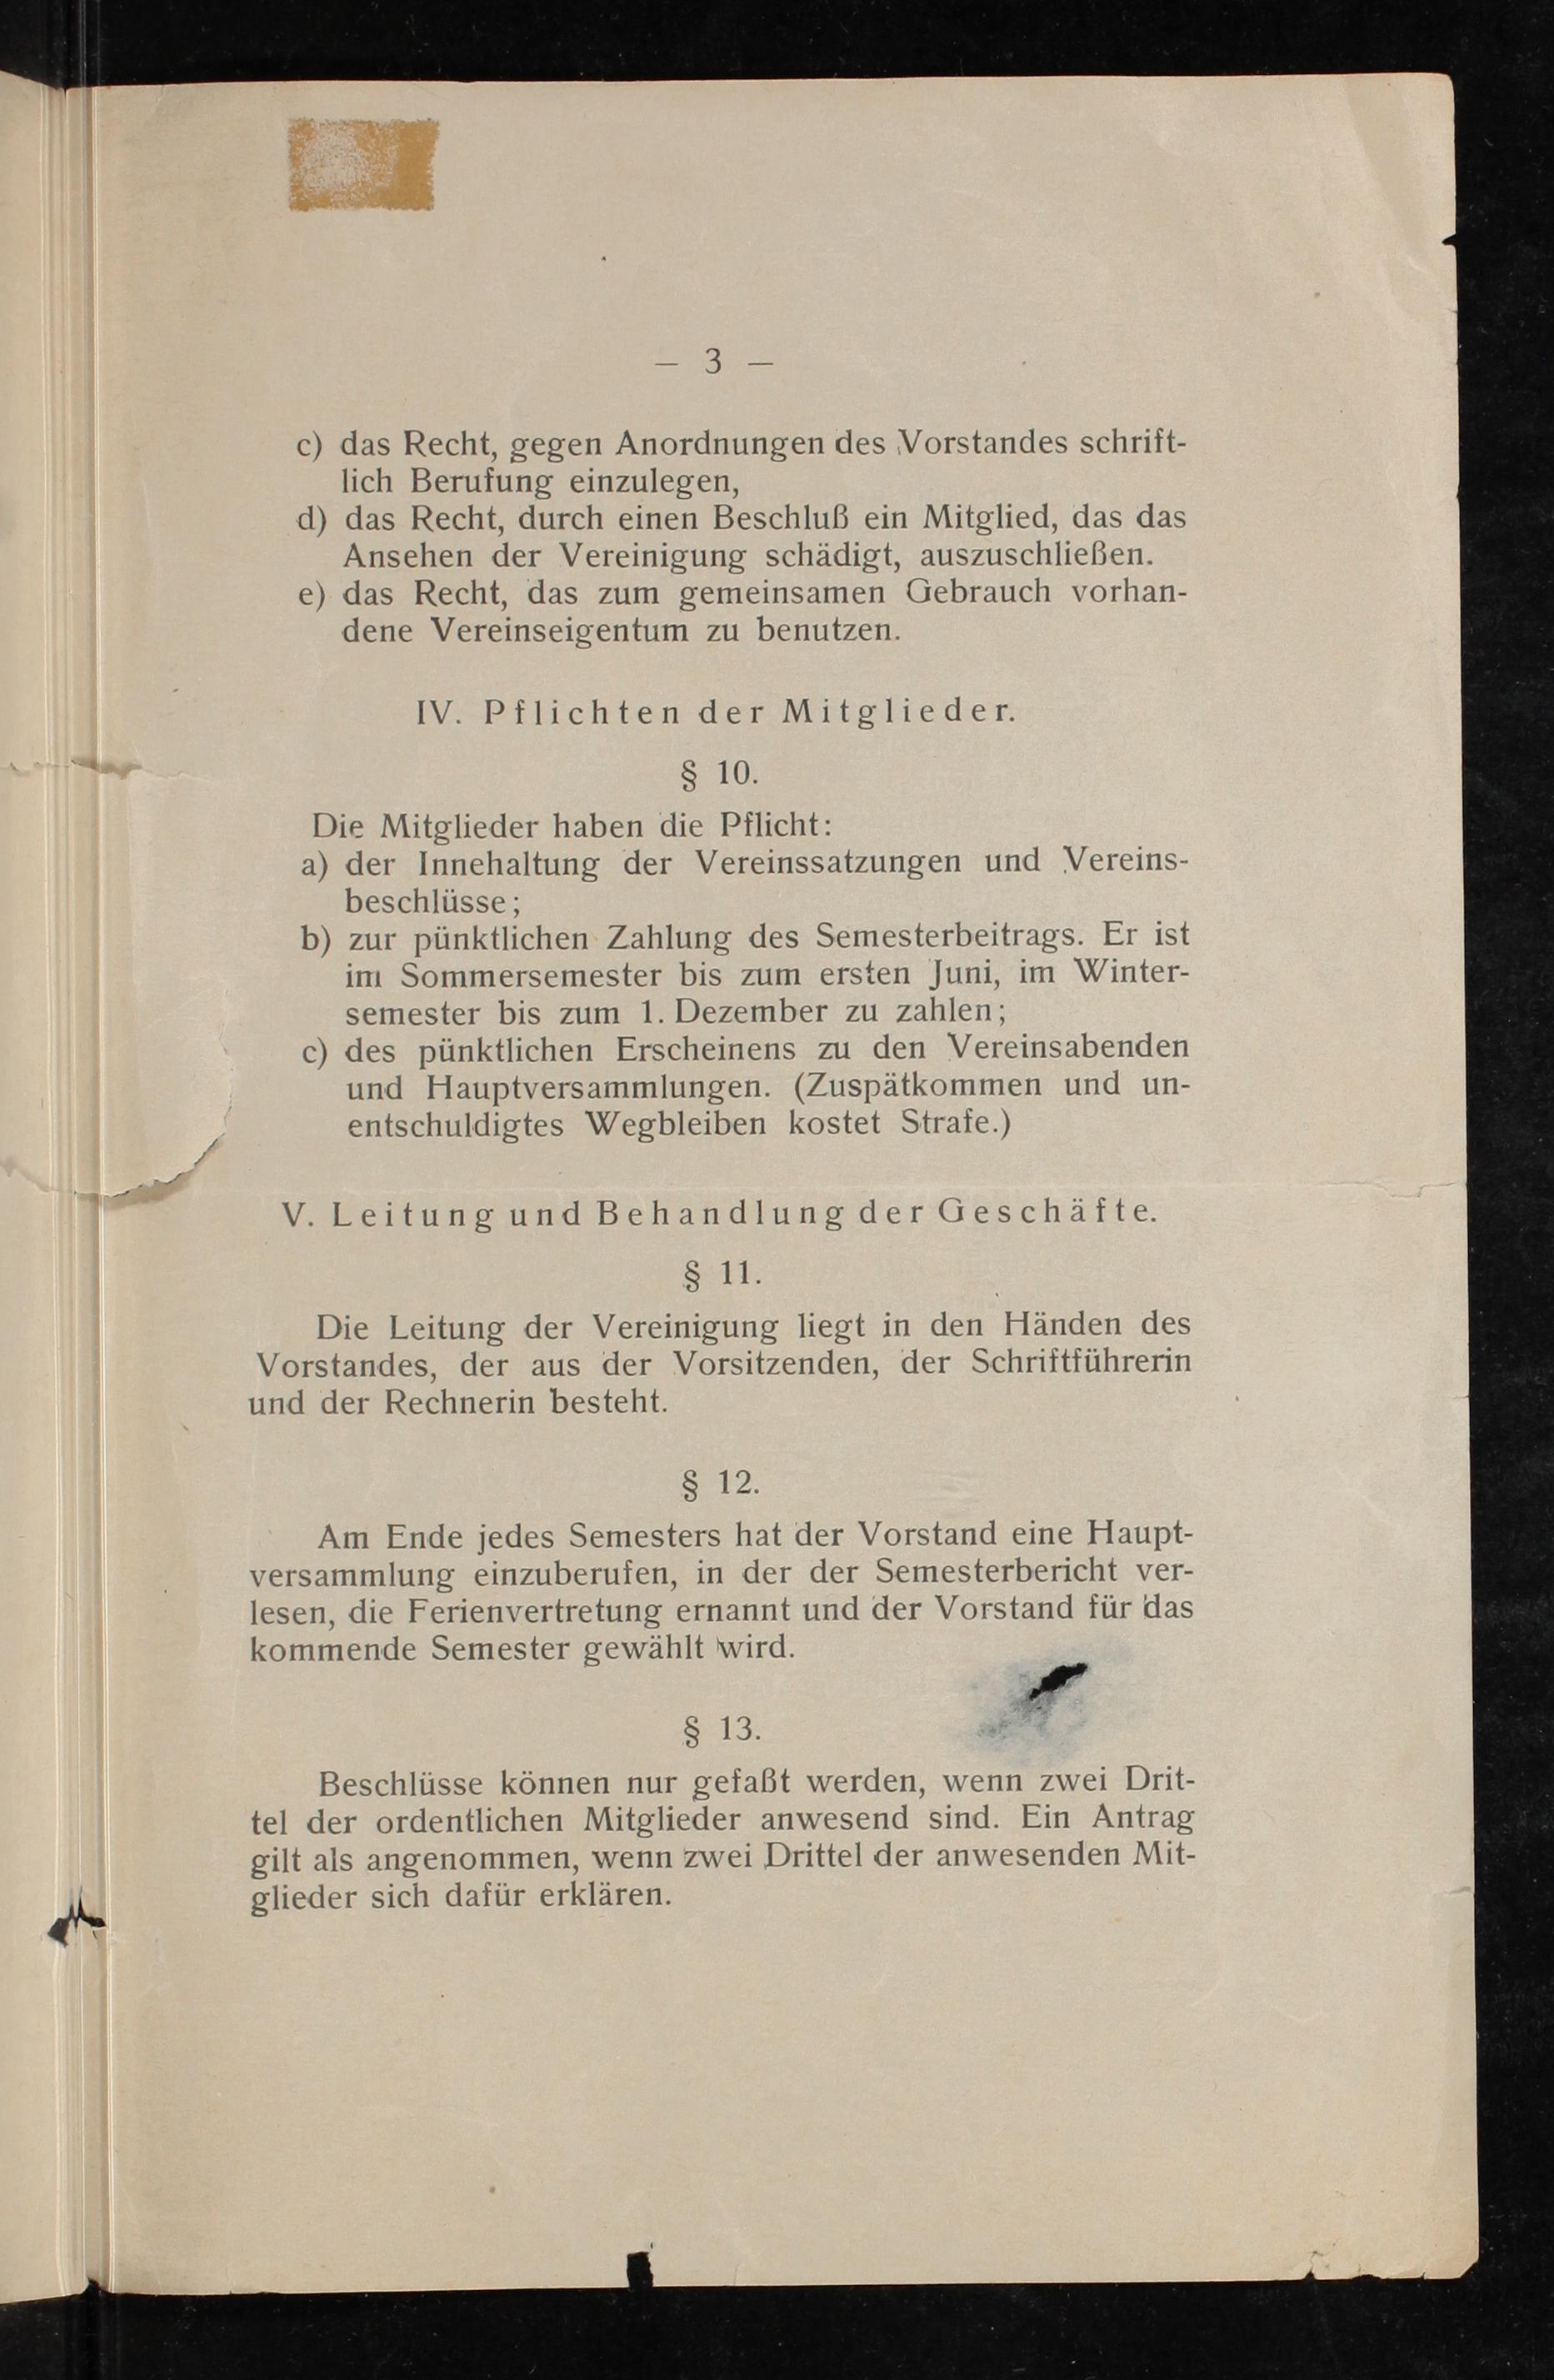 — 3 —
c) das Recht, gegen Anordnungen des Vorstandes schrift-
lich Berufung einzulegen,
d) das Recht, durch einen Beschluß ein Mitglied, das das
Ansehen der Vereinigung schädigt, auszuschließen.
e) das Recht, das zum gemeinsamen Gebrauch vorhan-
dene Vereinseigentum zu benutzen.
IV. Pflichten der Mitglieder.
§ 10.
Die Mitglieder haben die Pflicht:
a) der Innehaltung der Vereinssatzungen und Vereins-
beschlüsse;
b) zur pünktlichen Zahlung des Semesterbeitrags. Er ist
im Sommersemester bis zum ersten Juni, im Winter-
semester bis zum 1. Dezember zu zahlen;
c) des pünktlichen Erscheinens zu den Vereinsabenden
und Hauptversammlungen. (Zuspätkommen und un-
entschuldigtes Wegbleiben kostet Strafe.)
V. Leitung und Behandlung der Geschäfte.
§ 11.
Die Leitung der Vereinigung liegt in den Händen des
Vorstandes, der aus der Vorsitzenden, der Schriftführerin
und der Rechnerin besteht.
§ 12.
Am Ende jedes Semesters hat der Vorstand eine Haupt-
versammlung einzuberufen, in der der Semesterbericht ver-
lesen, die Ferienvertretung ernannt und der Vorstand für das
kommende Semester gewählt wird.
§ 13.
Beschlüsse können nur gefaßt werden, wenn zwei Drit-
tel der ordentlichen Mitglieder anwesend sind. Ein Antrag
gilt als angenommen, wenn zwei Drittel der anwesenden Mit-
glieder sich dafür erklären.